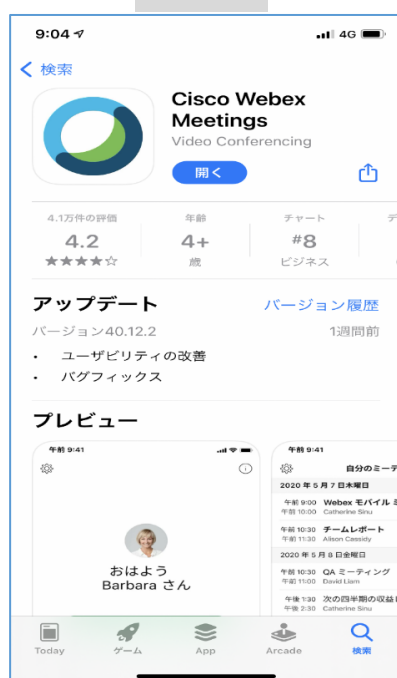 9:04
4G
検索
Cisco Webex
Meetings
Video Conferencing
開く
4.1万件の評価
年齢
チャート
4.2
4+
#8
★★★★☆
歳
ビジネス
アップデート
バージョン履歴
バージョン40.12.2
1週間前
• ユーザビリティの改善
• バグフィックス
プレビュー
午前 9:41
おはよう
Barbara さん
午前 9:41
自分のミーテ
2020 年 5 月 7 日木曜日
午前 9:00 Webex モバイル ミ
午前 10:00 Catherine Sinu
午前 10:30 チームレポート
午前 11:30 Alison Cassidy
2020 年 5 月 8 日金曜日
午前 10:30 QA ミーティング
午前 11:00 David Liam
午後 1:30 次の四半期の収益
午後 2:30 Catherine Sinu
Today
ゲーム
App
Arcade
検索